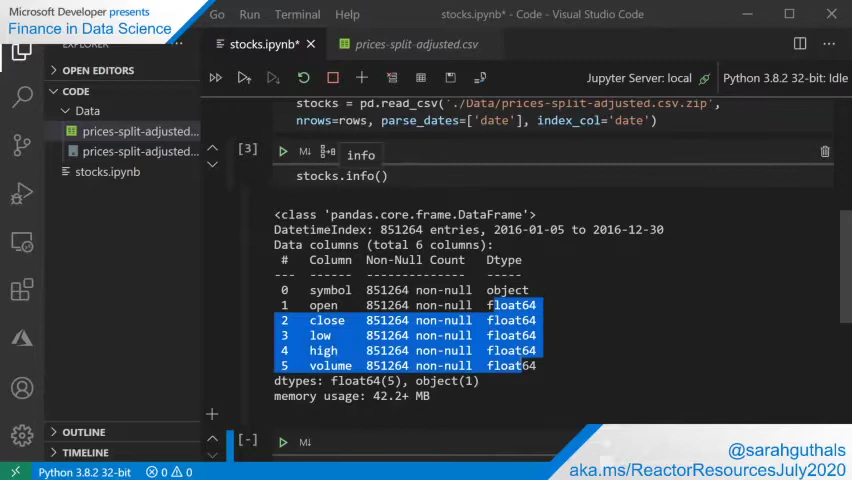 Microsoft Developer presents
Finance in Data Science
Go Run Terminal Help
stocks.ipynb* - Code - Visual Studio Code
EXPLORER
stocks.ipynb*
prices-split-adjusted.csv
OPEN EDITORS
CODE
Data
prices-split-adjusted...
prices-split-adjusted...
stocks.ipynb
Jupyter Server: local
Python 3.8.2 32-bit: Idle
stocks = pd.read_csv('./Data/prices-split-adjusted.csv.zip',
nrows=rows, parse_dates=['date'], index_col='date')
[3]
M↓
info
stocks.info()
<class 'pandas.core.frame.DataFrame'>
DatetimeIndex: 851264 entries, 2016-01-05 to 2016-12-30
Data columns (total 6 columns):
# Column Non-Null Count Dtype
--- ------ -------------- -----
0 symbol 851264 non-null object
1 open 851264 non-null float64
2 close 851264 non-null float64
3 low 851264 non-null float64
4 high 851264 non-null float64
5 volume 851264 non-null float64
dtypes: float64(5), object(1)
memory usage: 42.2+ MB
[-]
M↓
OUTLINE
TIMELINE
Python 3.8.2 32-bit
0 0
@sarahguthals
aka.ms/ReactorResourcesJuly2020